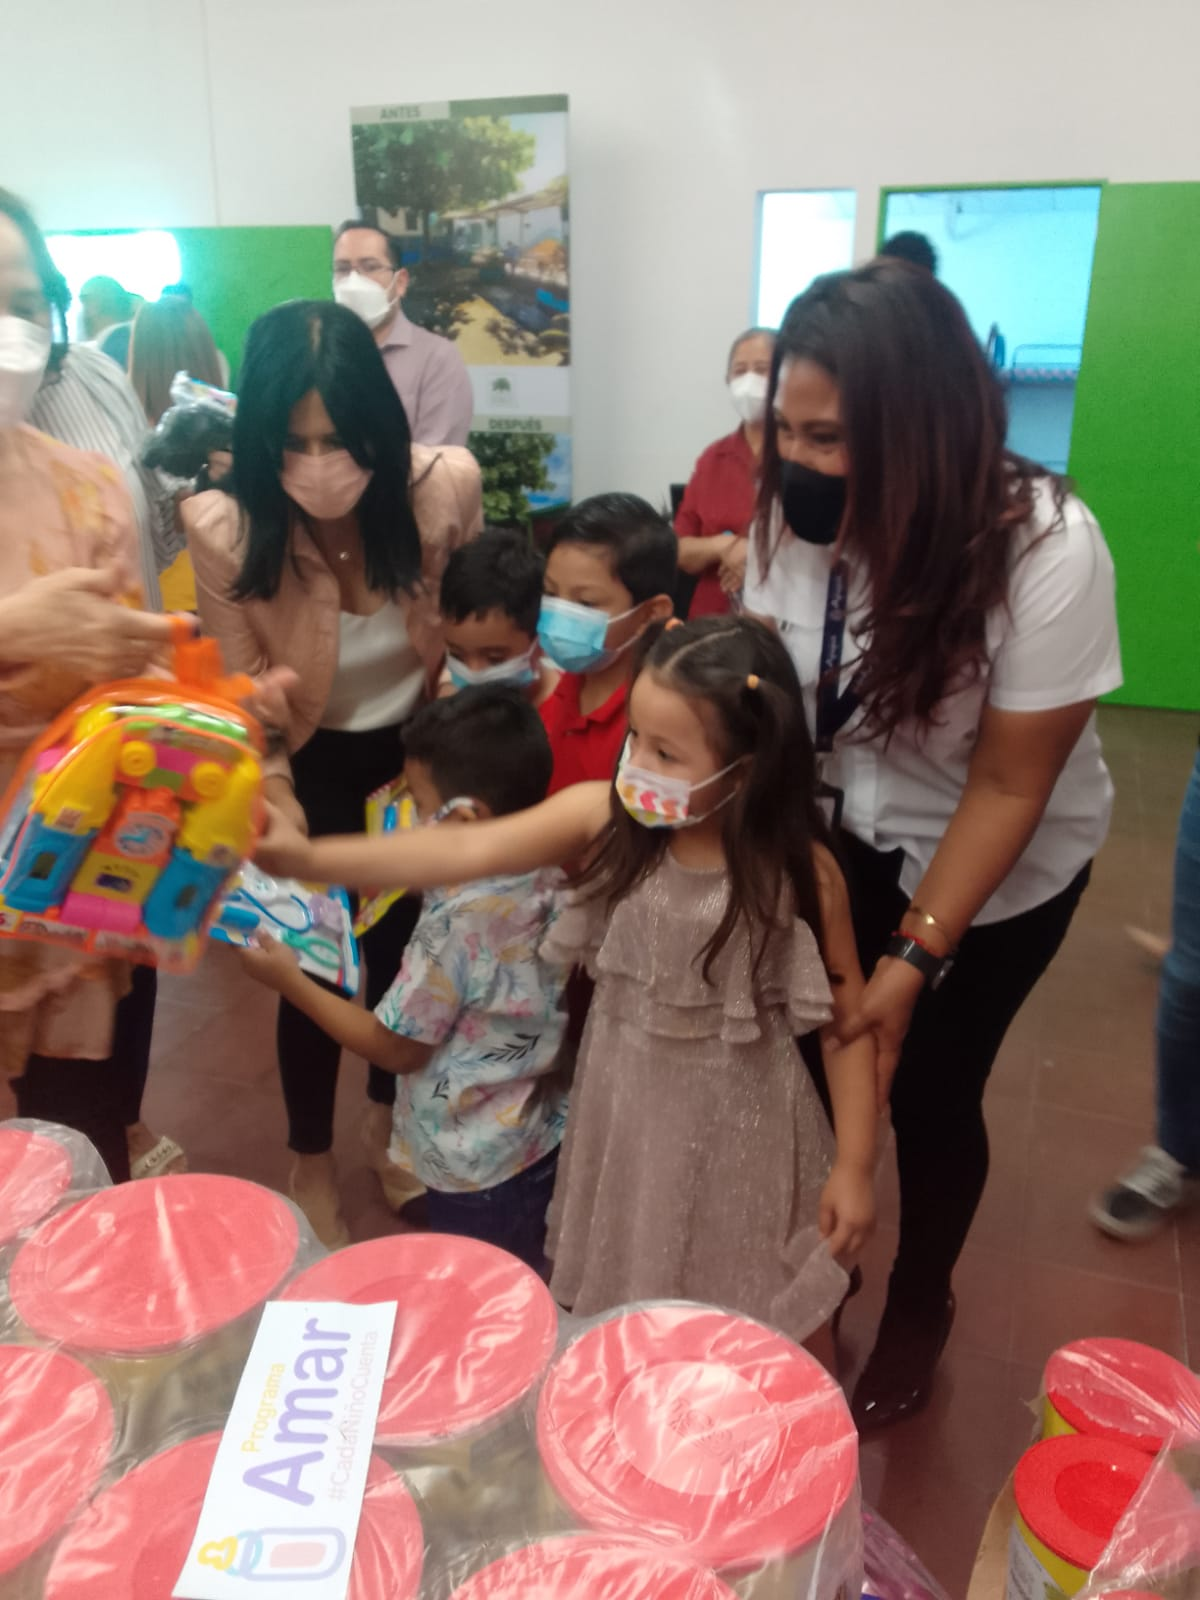 ANTES
DESPUÉS
Programa
Amar
#CadaNiñoCuenta